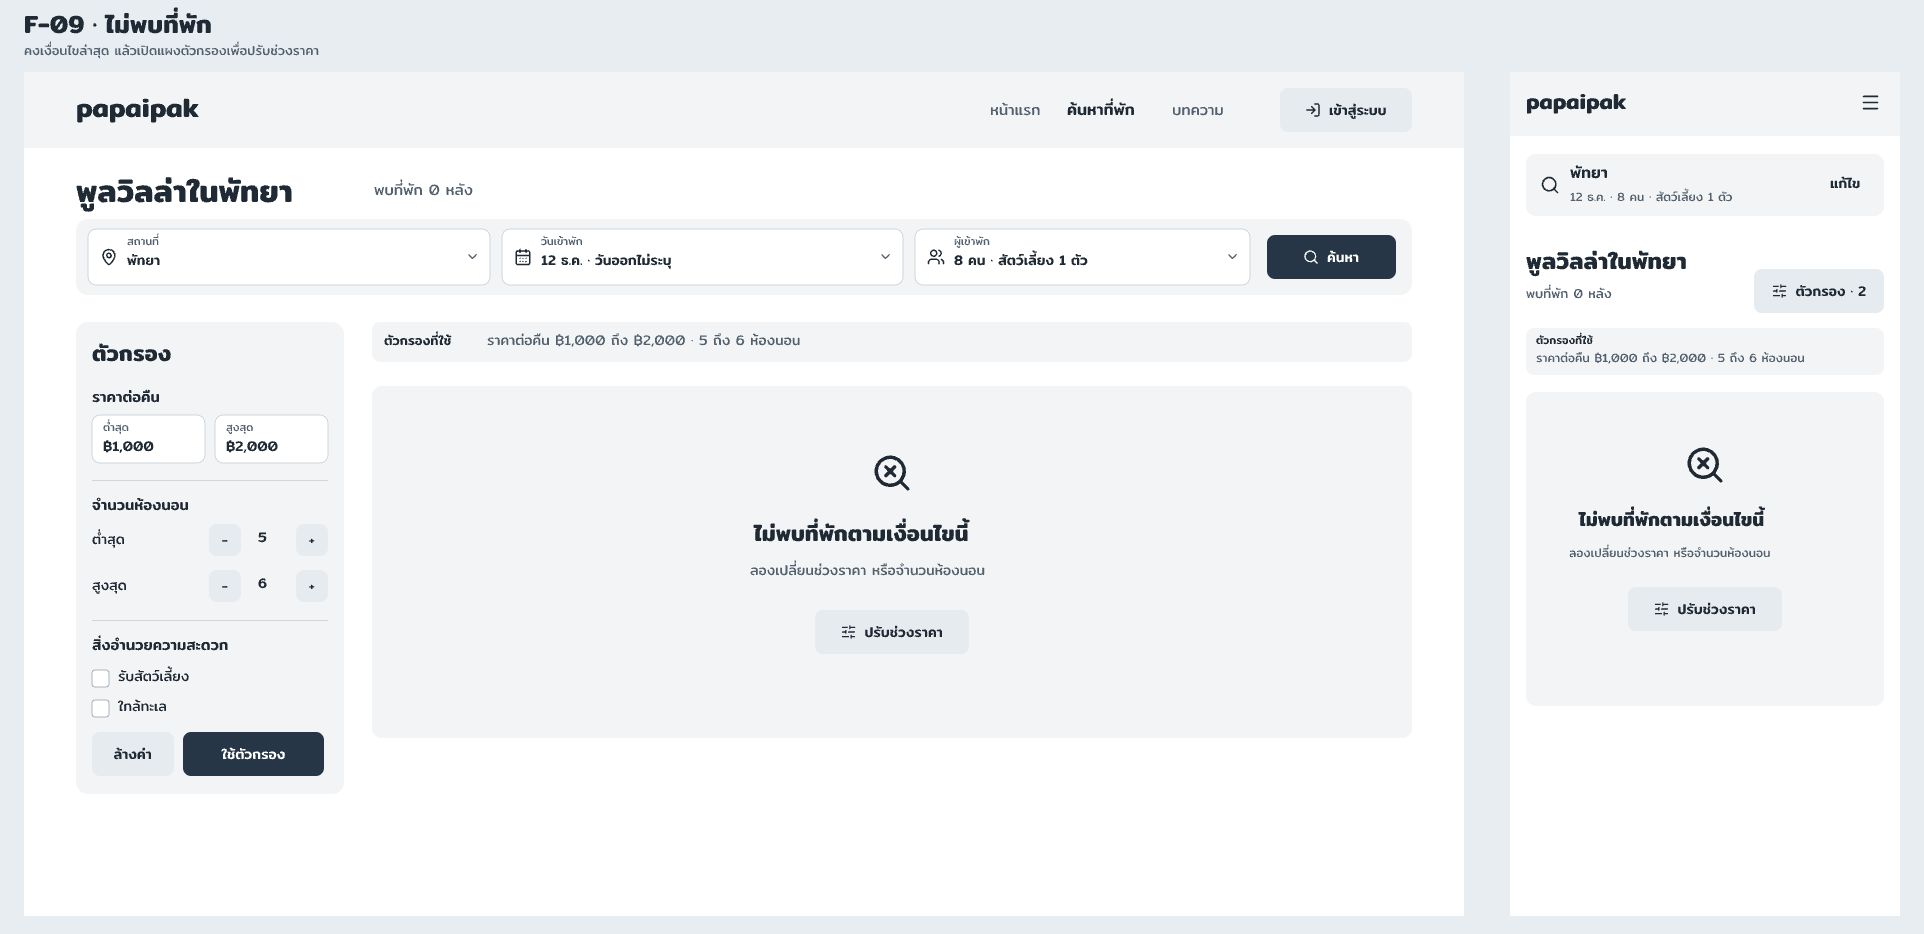 F-09 · ไม่พบที่พัก
คงเงื่อนไขล่าสุด แล้วเปิดแผงตัวกรองเพื่อปรับช่วงราคา
papaipak
หน้าแรก
ค้นหาที่พัก
บทความ
เข้าสู่ระบบ
พูลวิลล่าในพัทยา
พบที่พัก 0 หลัง
สถานที่
พัทยา
วันเข้าพัก
12 ธ.ค. · วันออกไม่ระบุ
ผู้เข้าพัก
8 คน · สัตว์เลี้ยง 1 ตัว
ค้นหา
ตัวกรอง
ราคาต่อคืน
ต่ำสุด
฿1,000
สูงสุด
฿2,000
จำนวนห้องนอน
ต่ำสุด
- 5 +
สูงสุด
- 6 +
สิ่งอำนวยความสะดวก
รับสัตว์เลี้ยง
ใกล้ทะเล
ล้างค่า
ใช้ตัวกรอง
ตัวกรองที่ใช้
ราคาต่อคืน ฿1,000 ถึง ฿2,000 · 5 ถึง 6 ห้องนอน
ไม่พบที่พักตามเงื่อนไขนี้
ลองเปลี่ยนช่วงราคา หรือจำนวนห้องนอน
ปรับช่วงราคา
papaipak
พัทยา
12 ธ.ค. · 8 คน · สัตว์เลี้ยง 1 ตัว
แก้ไข
พูลวิลล่าในพัทยา
พบที่พัก 0 หลัง
ตัวกรอง · 2
ตัวกรองที่ใช้
ราคาต่อคืน ฿1,000 ถึง ฿2,000 · 5 ถึง 6 ห้องนอน
ไม่พบที่พักตามเงื่อนไขนี้
ลองเปลี่ยนช่วงราคา หรือจำนวนห้องนอน
ปรับช่วงราคา